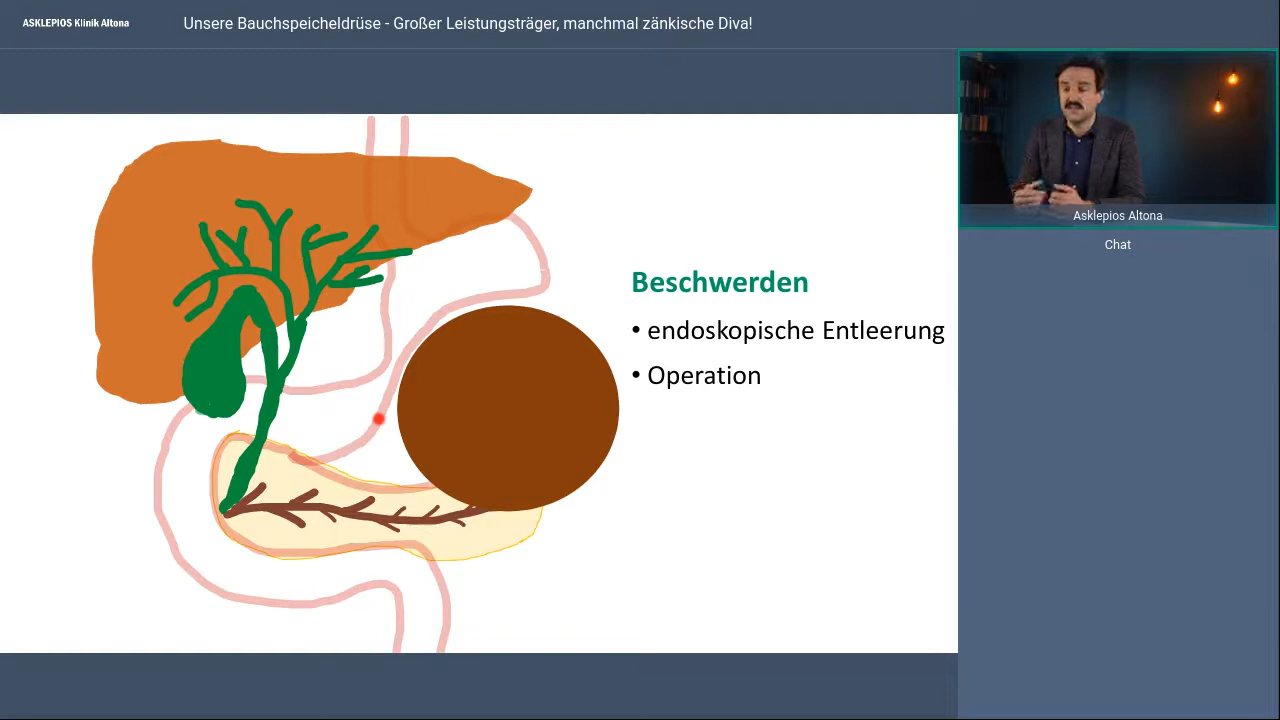 ASKLEPIOS Klinik Altona
Unsere Bauchspeicheldrüse - Großer Leistungsträger, manchmal zänkische Diva!
Asklepios Altona
Chat
Beschwerden
• endoskopische Entleerung
• Operation